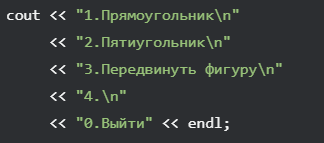 cout << "1.Прямоугольник\n"
<< "2.Пятиугольник\n"
<< "3.Передвинуть фигуру\n"
<< "4.\n"
<< "0.Выйти" << endl;